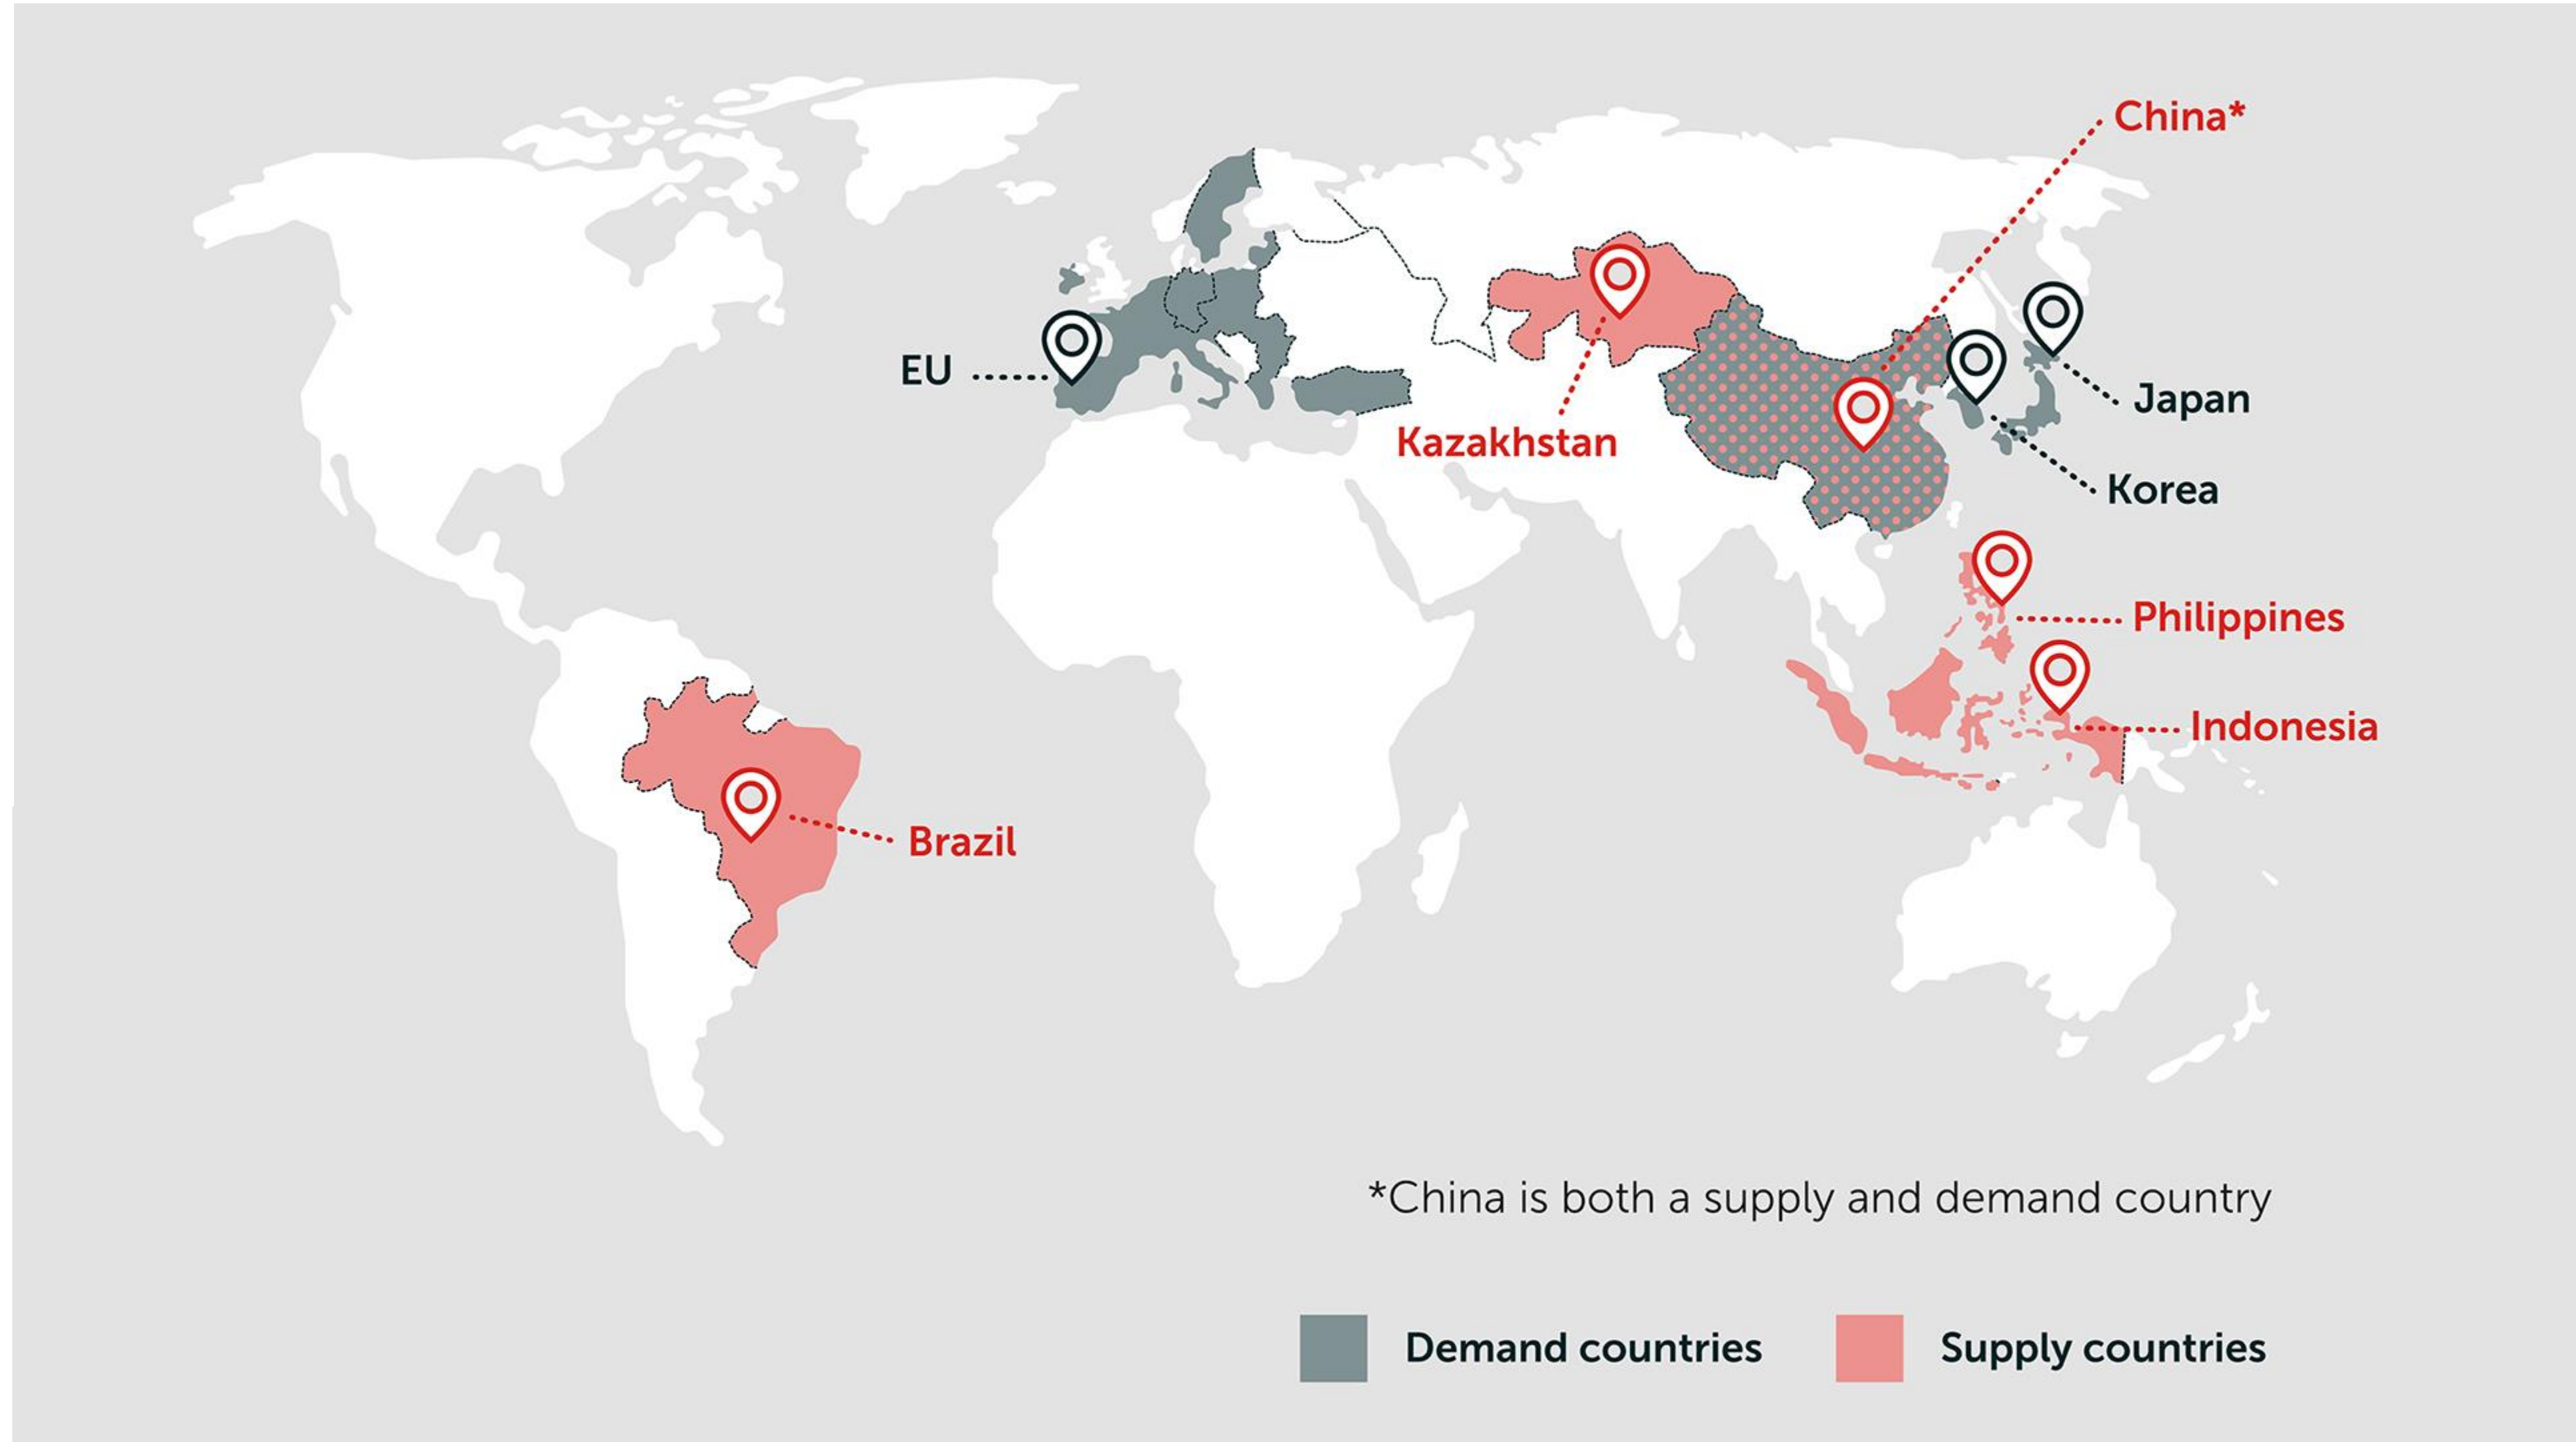 China*
EU
Japan
Kazakhstan
Korea
Philippines
Indonesia
Brazil
*China is both a supply and demand country
Demand countries
Supply countries